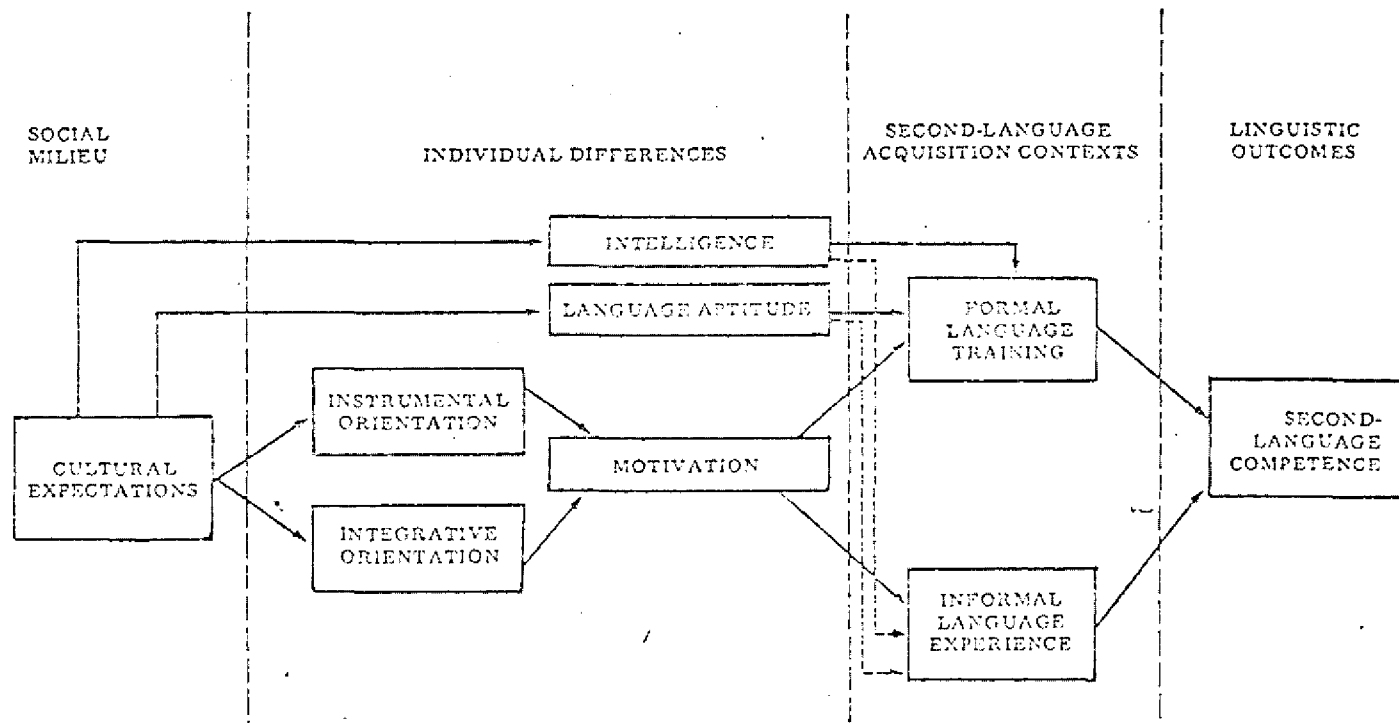 SOCIAL
MILIEU
INDIVIDUAL DIFFERENCES
SECOND-LANGUAGE
ACQUISITION CONTEXTS
LINGUISTIC
OUTCOMES
INTELLIGENCE
LANGUAGE APTITUDE
FORMAL
LANGUAGE
TRAINING
INSTRUMENTAL
ORIENTATION
CULTURAL
EXPECTATIONS
MOTIVATION
SECOND-
LANGUAGE
COMPETENCE
INTEGRATIVE
ORIENTATION
INFORMAL
LANGUAGE
EXPERIENCE